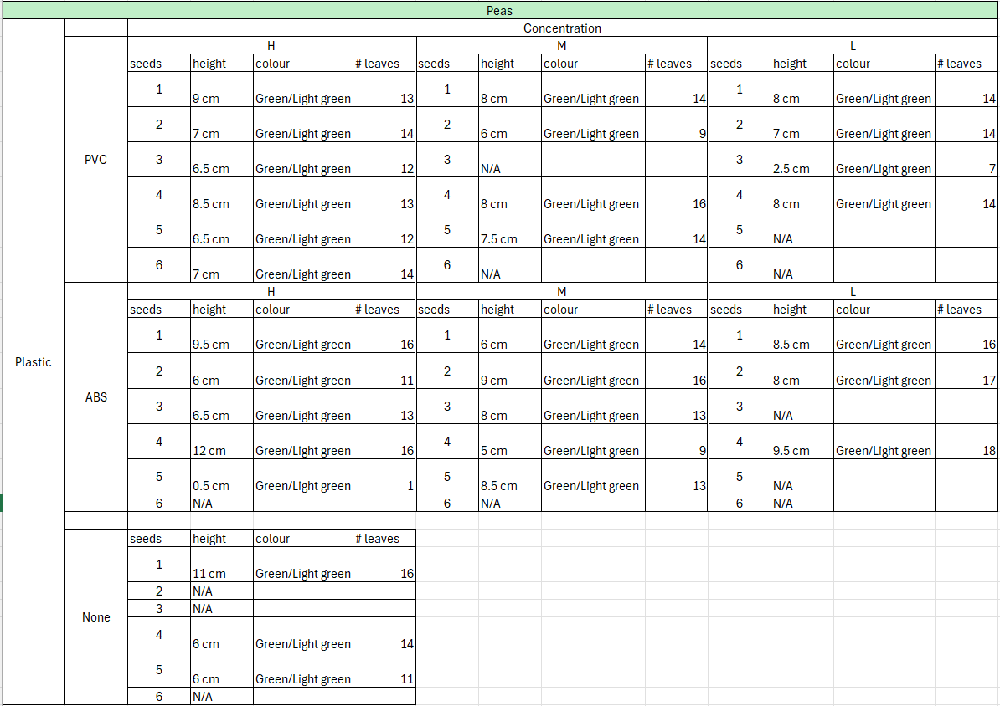 Peas
Concentration
H M L
seeds height colour # leaves seeds height colour # leaves seeds height colour # leaves
1 9 cm Green/Light green 13 1 8 cm Green/Light green 14 1 8 cm Green/Light green 14
2 7 cm Green/Light green 14 2 6 cm Green/Light green 9 2 7 cm Green/Light green 14
PVC 3 6.5 cm Green/Light green 12 3 N/A 3 2.5 cm Green/Light green 7
4 8.5 cm Green/Light green 13 4 8 cm Green/Light green 16 4 8 cm Green/Light green 14
5 6.5 cm Green/Light green 12 5 7.5 cm Green/Light green 14 5 N/A
6 7 cm Green/Light green 14 6 N/A 6 N/A
H M L
seeds height colour # leaves seeds height colour # leaves seeds height colour # leaves
1 9.5 cm Green/Light green 16 1 6 cm Green/Light green 14 1 8.5 cm Green/Light green 16
Plastic 2 6 cm Green/Light green 11 2 9 cm Green/Light green 16 2 8 cm Green/Light green 17
ABS 3 6.5 cm Green/Light green 13 3 8 cm Green/Light green 13 3 N/A
4 12 cm Green/Light green 16 4 5 cm Green/Light green 9 4 9.5 cm Green/Light green 18
5 0.5 cm Green/Light green 1 5 8.5 cm Green/Light green 13 5 N/A
6 N/A 6 N/A 6 N/A
seeds height colour # leaves
1 11 cm Green/Light green 16
2 N/A
3 N/A
None 4 6 cm Green/Light green 14
5 6 cm Green/Light green 11
6 N/A